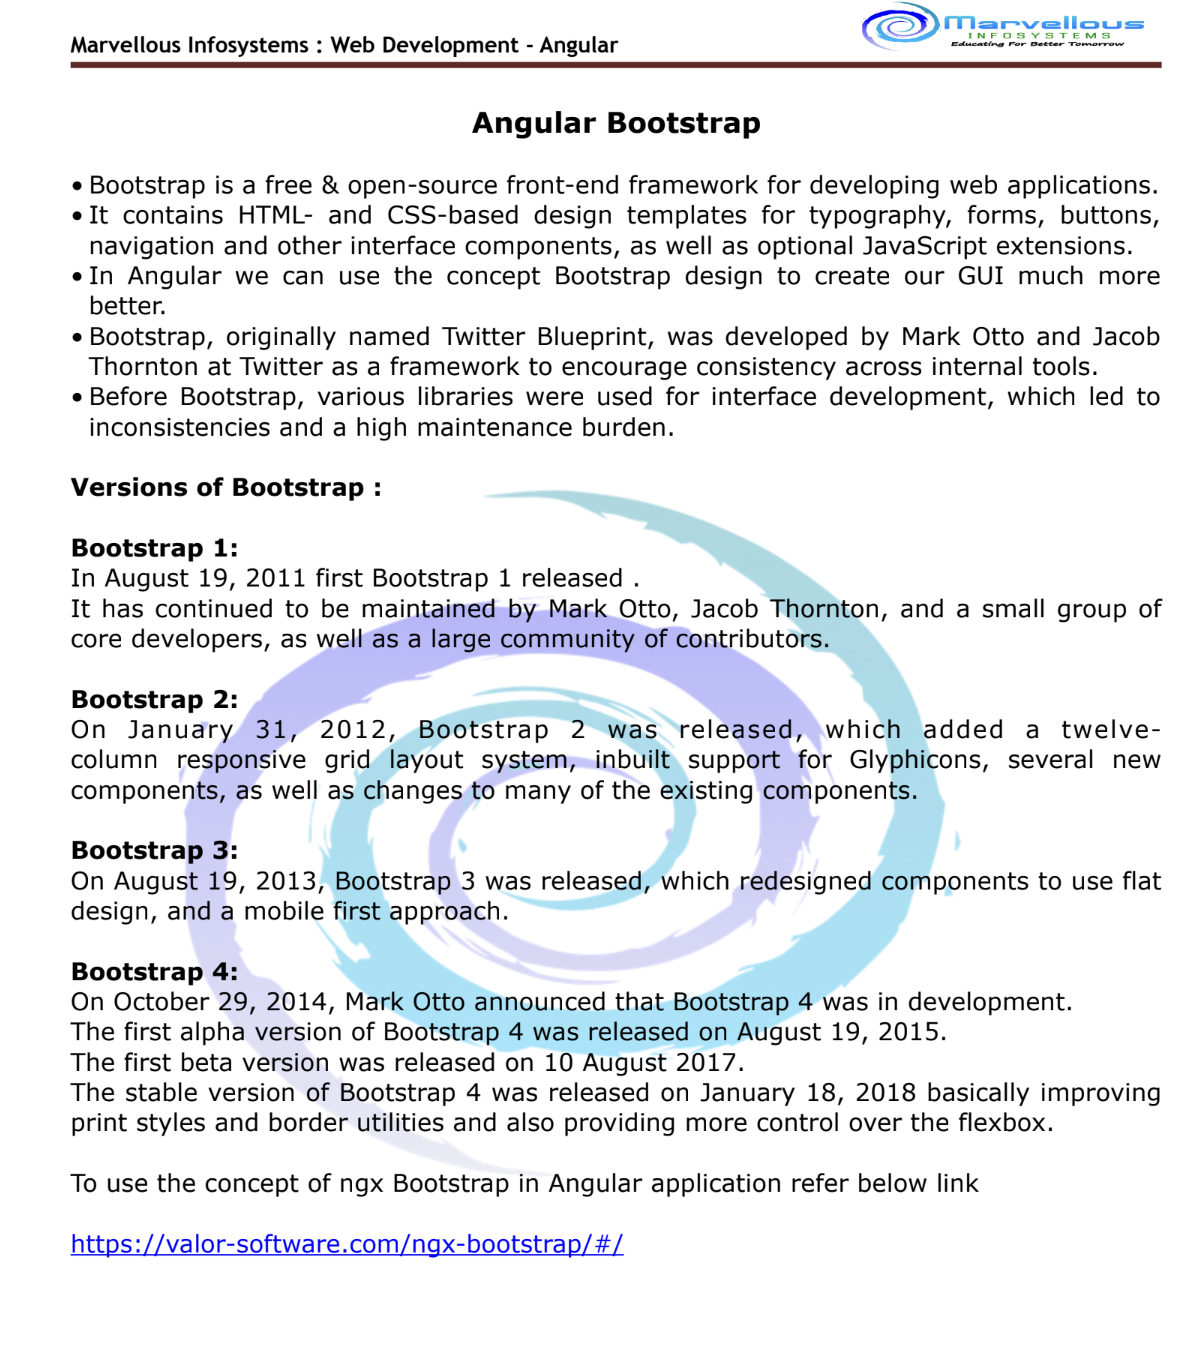 Marvellous Infosystems : Web Development - Angular
Marvellous
INFOSYSTEMS
Educating For Better Tomorrow
Angular Bootstrap
• Bootstrap is a free & open-source front-end framework for developing web applications.
• It contains HTML- and CSS-based design templates for typography, forms, buttons,
navigation and other interface components, as well as optional JavaScript extensions.
• In Angular we can use the concept Bootstrap design to create our GUI much more
better.
• Bootstrap, originally named Twitter Blueprint, was developed by Mark Otto and Jacob
Thornton at Twitter as a framework to encourage consistency across internal tools.
• Before Bootstrap, various libraries were used for interface development, which led to
inconsistencies and a high maintenance burden.
Versions of Bootstrap :
Bootstrap 1:
In August 19, 2011 first Bootstrap 1 released .
It has continued to be maintained by Mark Otto, Jacob Thornton, and a small group of
core developers, as well as a large community of contributors.
Bootstrap 2:
On January 31, 2012, Bootstrap 2 was released, which added a twelve-
column responsive grid layout system, inbuilt support for Glyphicons, several new
components, as well as changes to many of the existing components.
Bootstrap 3:
On August 19, 2013, Bootstrap 3 was released, which redesigned components to use flat
design, and a mobile first approach.
Bootstrap 4:
On October 29, 2014, Mark Otto announced that Bootstrap 4 was in development.
The first alpha version of Bootstrap 4 was released on August 19, 2015.
The first beta version was released on 10 August 2017.
The stable version of Bootstrap 4 was released on January 18, 2018 basically improving
print styles and border utilities and also providing more control over the flexbox.
To use the concept of ngx Bootstrap in Angular application refer below link
https://valor-software.com/ngx-bootstrap/#/